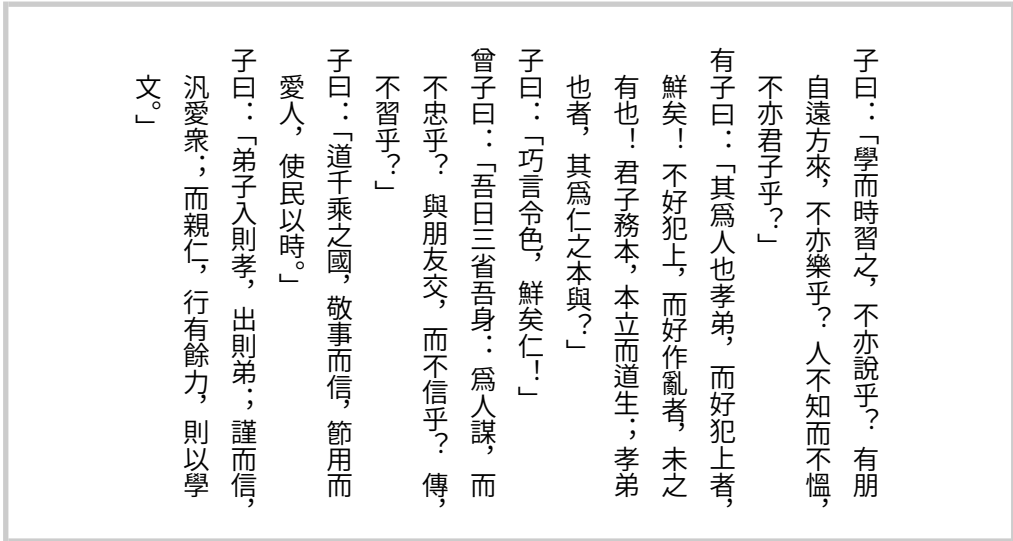 子曰：「學而時習之，不亦說乎？有朋
自遠方來，不亦樂乎？人不知而不慍，
不亦君子乎？」
有子曰：「其爲人也孝弟，而好犯上者，
鮮矣！不好犯上，而好作亂者，未之
有也！君子務本，本立而道生；孝弟
也者，其爲仁之本與？」
子曰：「巧言令色，鮮矣仁！」
曾子曰：「吾日三省吾身：爲人謀，而
不忠乎？與朋友交，而不信乎？傳，
不習乎？」
子曰：「道千乘之國，敬事而信，節用而
愛人，使民以時。」
子曰：「弟子入則孝，出則弟；謹而信，
汎愛衆；而親仁，行有餘力，則以學
文。」